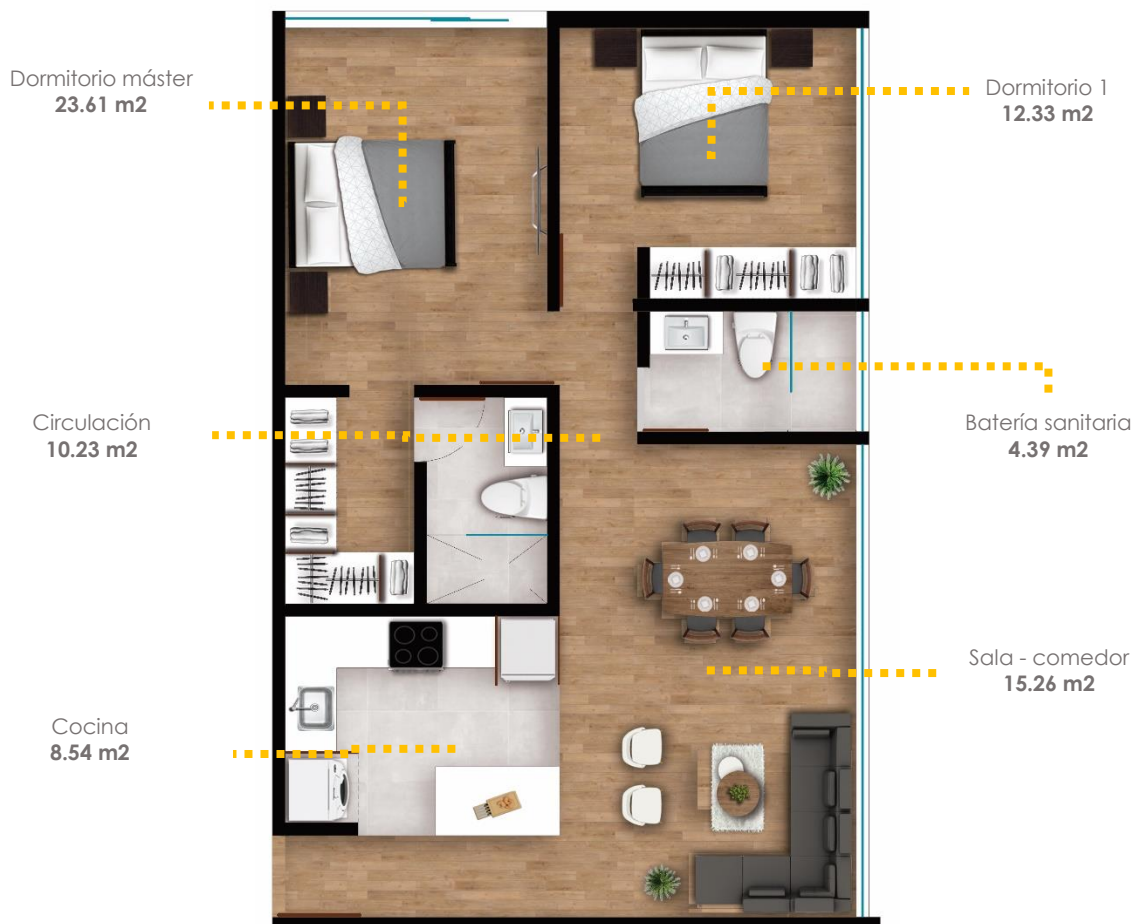 Dormitorio máster
23.61 m2
Dormitorio 1
12.33 m2
Circulación
10.23 m2
Batería sanitaria
4.39 m2
Sala - comedor
15.26 m2
Cocina
8.54 m2